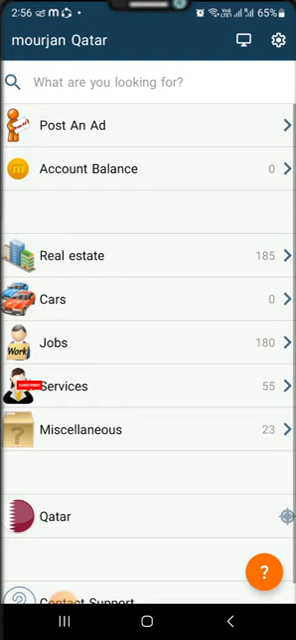 2:56 65%
mourjan Qatar
What are you looking for?
Post An Ad
Account Balance 0
Real estate 185
Cars 0
Jobs 180
Work
Services 55
Miscellaneous 23
Qatar
?
Contact Support